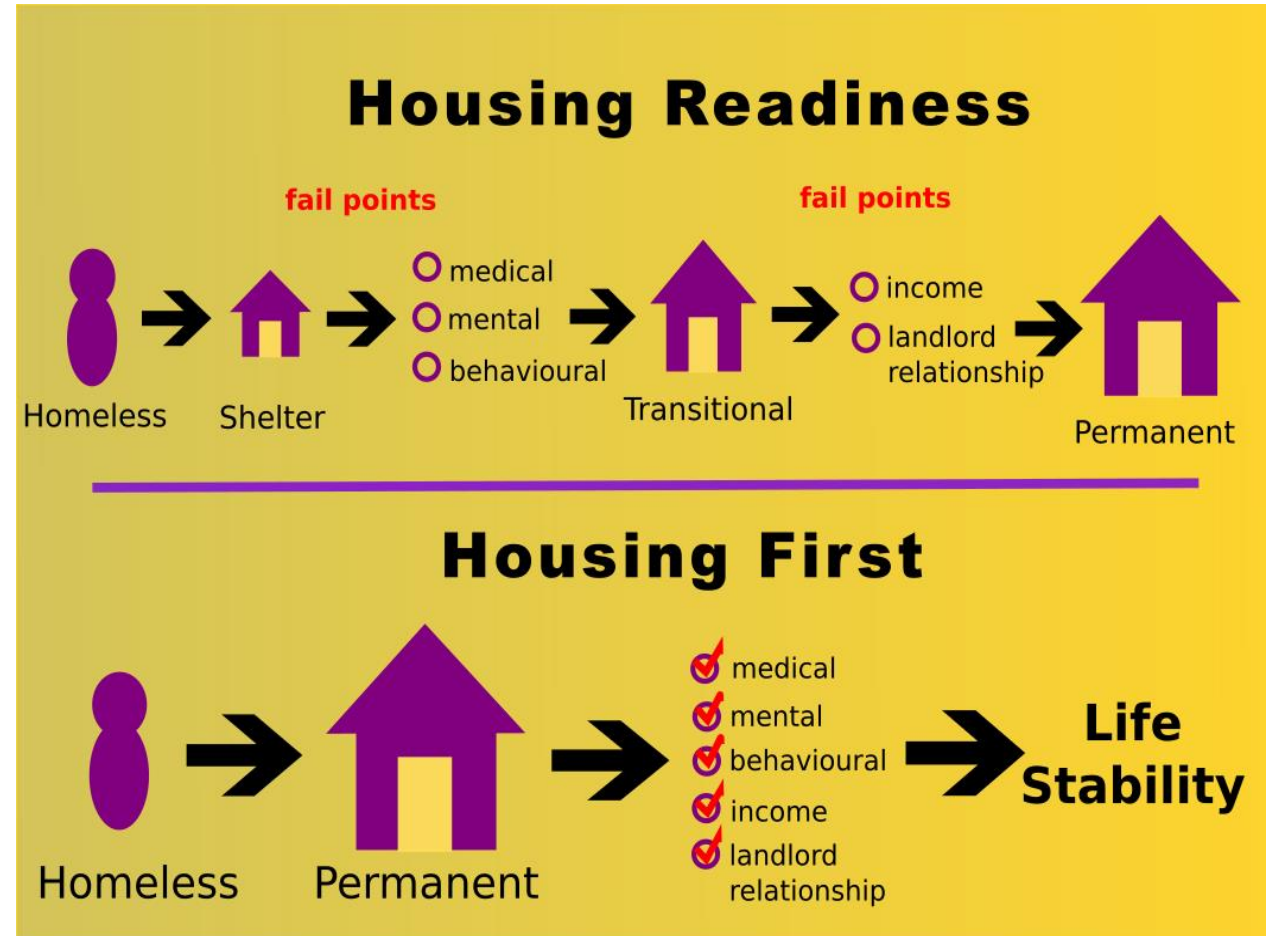 Housing Readiness
fail points
fail points
medical
mental
behavioural
income
landlord
relationship
Homeless
Shelter
Transitional
Permanent
Housing First
medical
mental
behavioural
income
landlord
relationship
Life
Stability
Homeless
Permanent